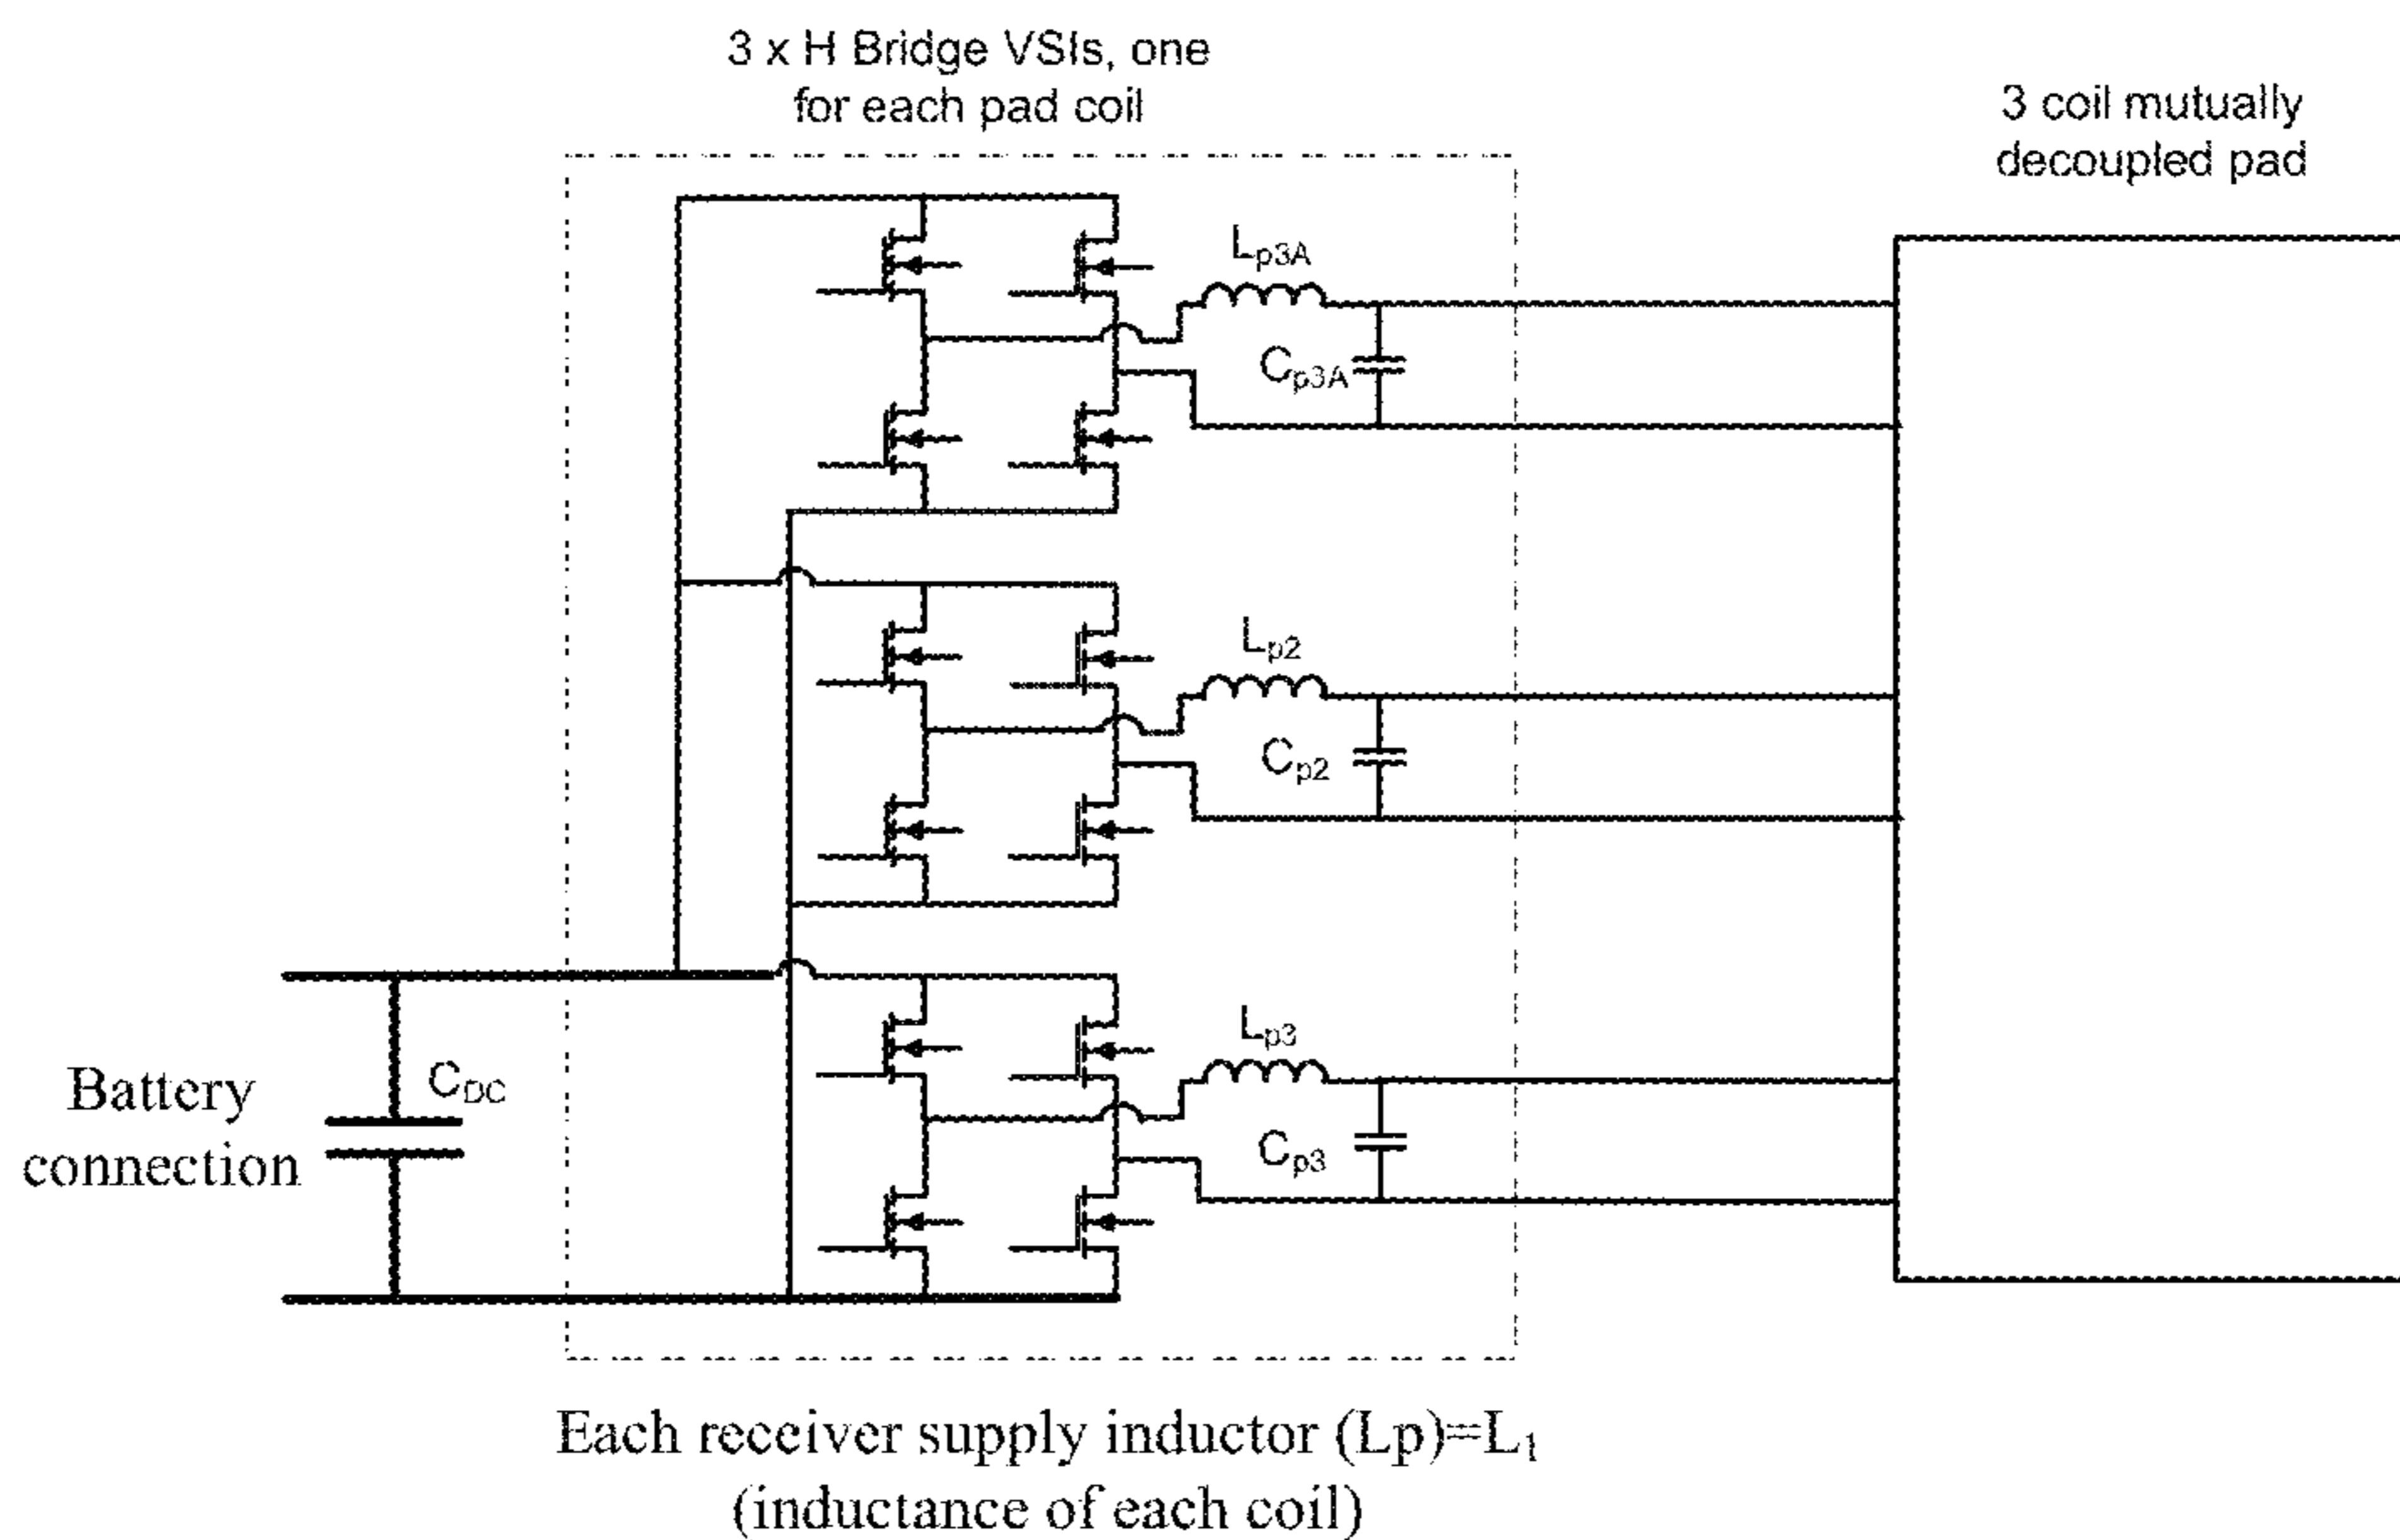 3 x H Bridge VSIs, one
for each pad coil
3 coil mutually
decoupled pad
Lp3A
Cp3A
Lp2
Cp2
Lp3
Cp3
Battery
connection
CDC
Each receiver supply inductor (Lp)=L1
(inductance of each coil)